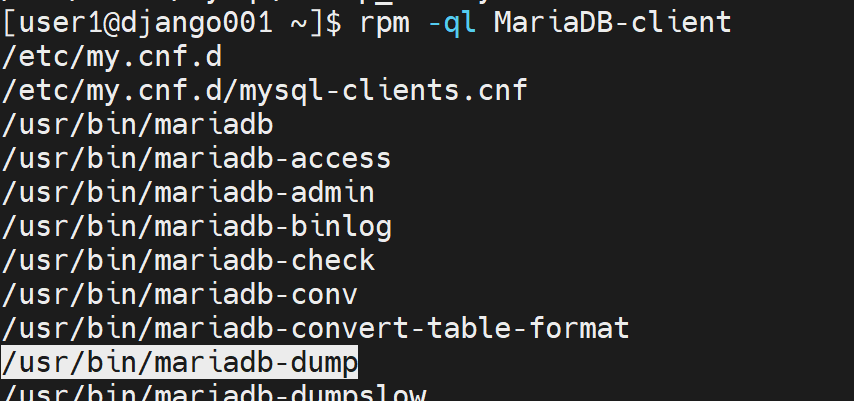 [user1@django001 ~]$ rpm -ql MariaDB-client
/etc/my.cnf.d
/etc/my.cnf.d/mysql-clients.cnf
/usr/bin/mariadb
/usr/bin/mariadb-access
/usr/bin/mariadb-admin
/usr/bin/mariadb-binlog
/usr/bin/mariadb-check
/usr/bin/mariadb-conv
/usr/bin/mariadb-convert-table-format
/usr/bin/mariadb-dump
/usr/bin/mariadb-dumpslow